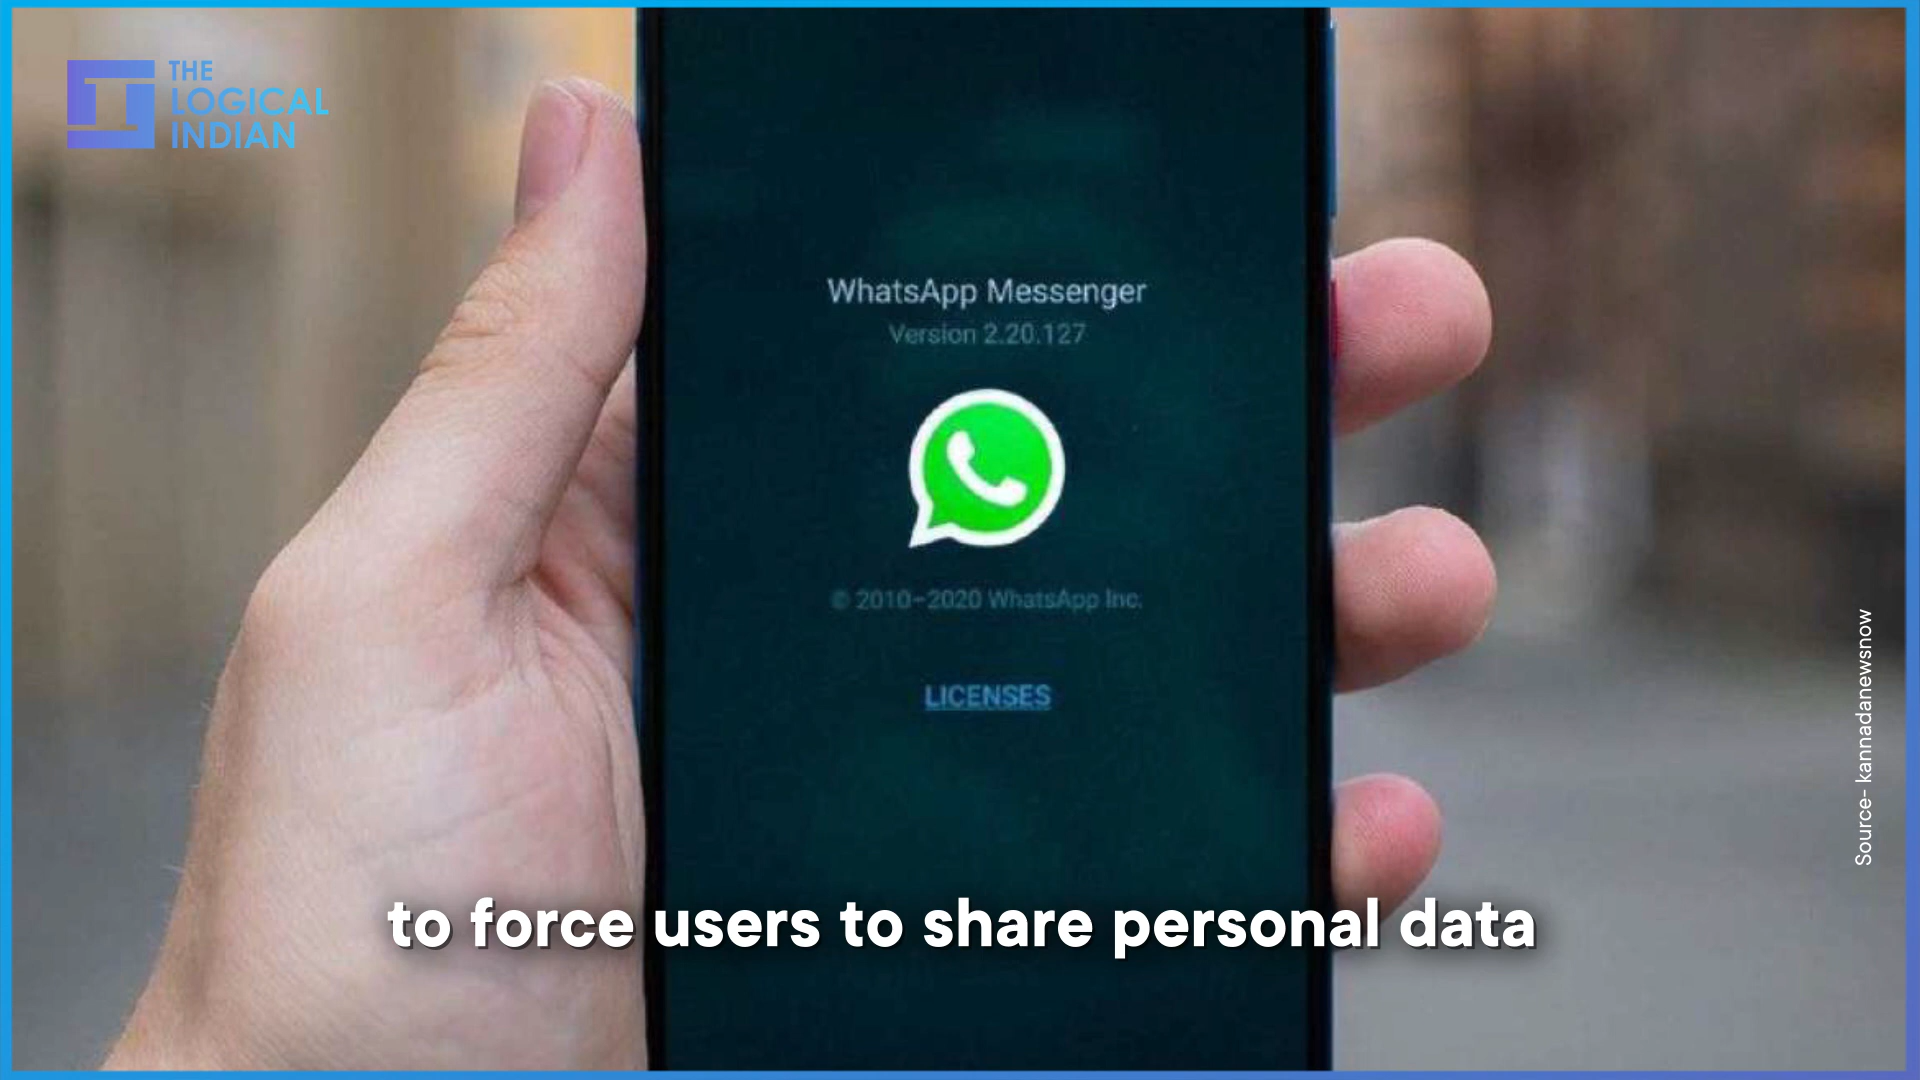 THE
LOGICAL
INDIAN
WhatsApp Messenger
Version 2.20.127
© 2010–2020 WhatsApp Inc.
LICENSES
Source- kannadanewsnow
to force users to share personal data